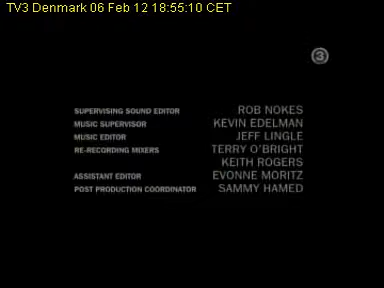 TV3 Denmark 06 Feb 12 18:55:10 CET
3
SUPERVISING SOUND EDITOR ROB NOKES
MUSIC SUPERVISOR KEVIN EDELMAN
MUSIC EDITOR JEFF LINGLE
RE-RECORDING MIXERS TERRY O'BRIGHT
KEITH ROGERS
ASSISTANT EDITOR EVONNE MORITZ
POST PRODUCTION COORDINATOR SAMMY HAMED